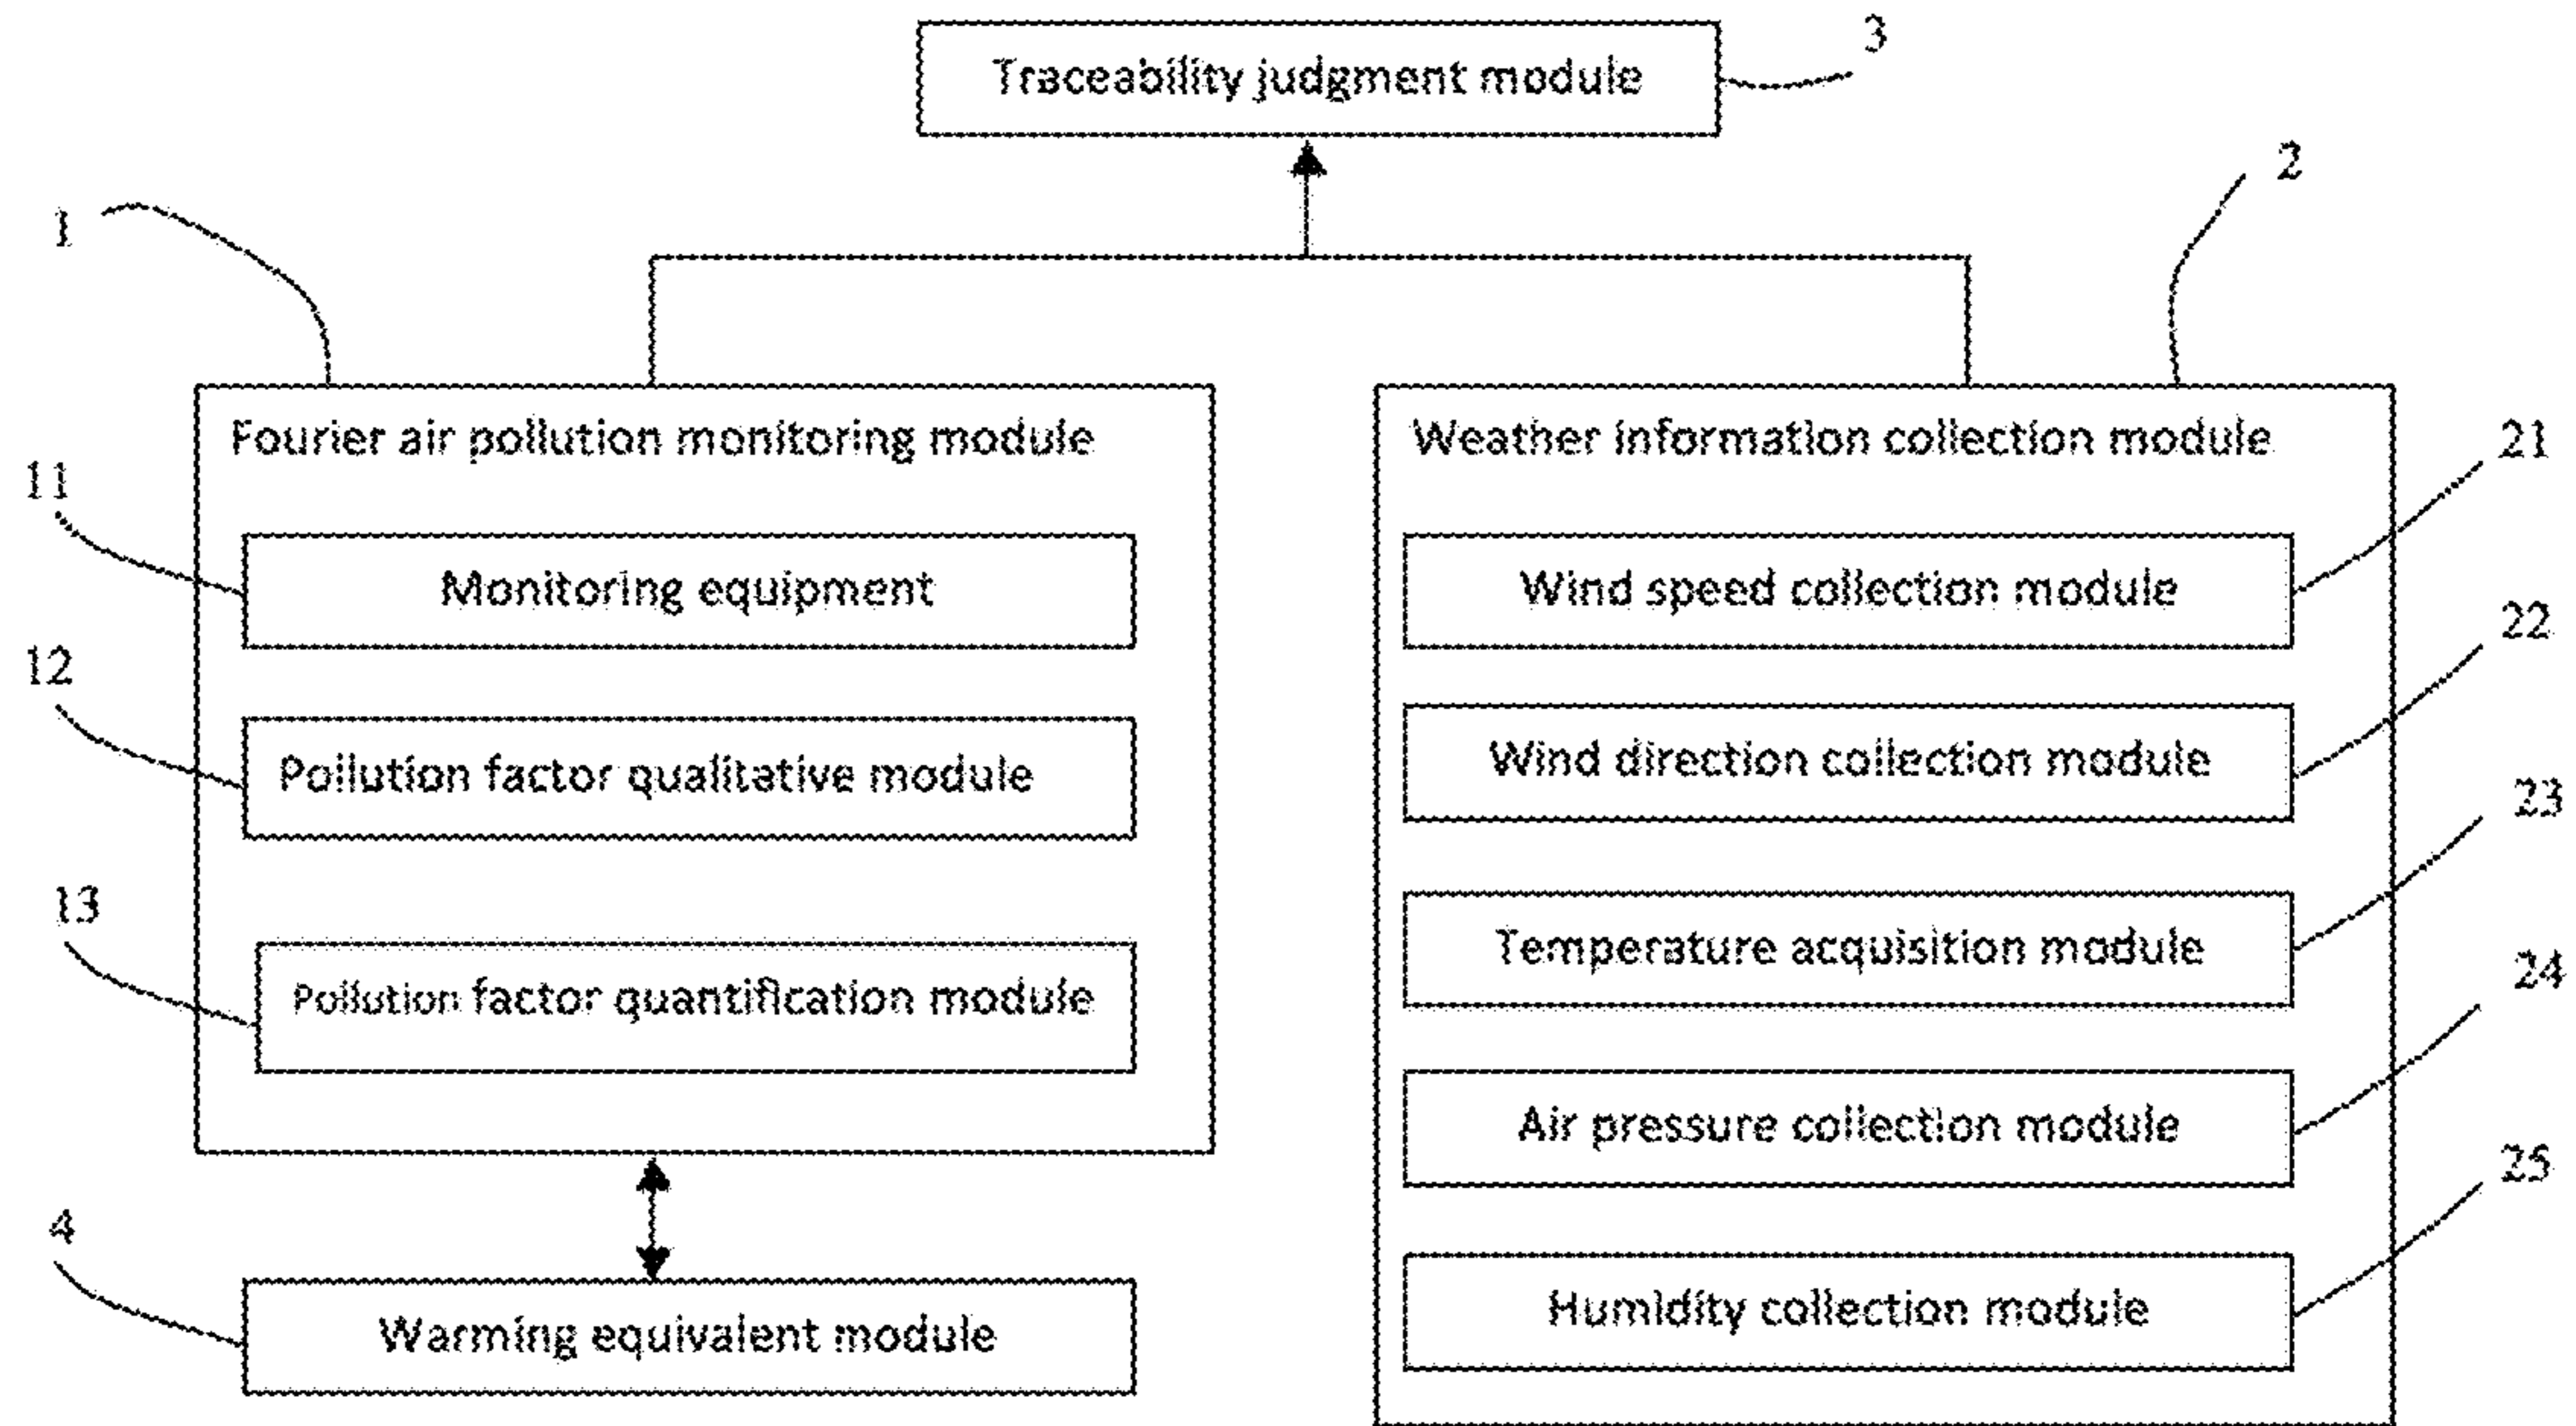 Traceability judgment module
3
1
2
Fourier air pollution monitoring module
11
Monitoring equipment
12
Pollution factor qualitative module
13
Pollution factor quantification module
4
Warming equivalent module
Weather information collection module
21
Wind speed collection module
22
Wind direction collection module
23
Temperature acquisition module
24
Air pressure collection module
25
Humidity collection module